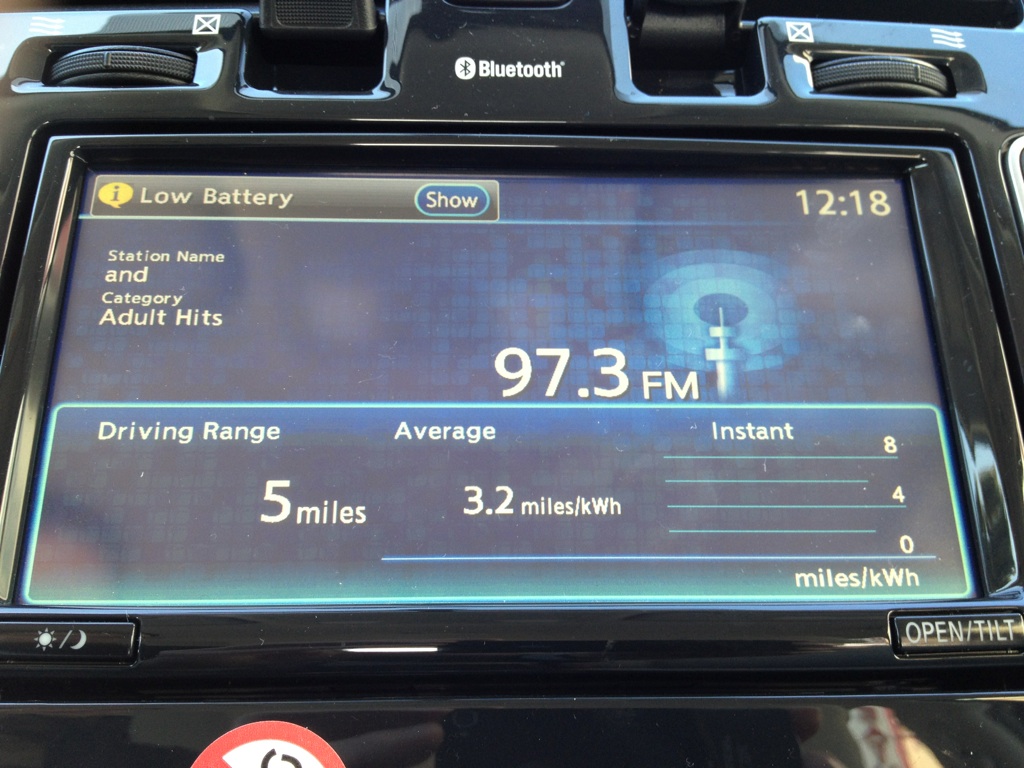 Bluetooth®
Low Battery Show 12:18
Station Name
and
Category
Adult Hits
97.3 FM
Driving Range Average Instant
8
5 miles 3.2 miles/kWh 4
0
miles/kWh
OPEN/TILT